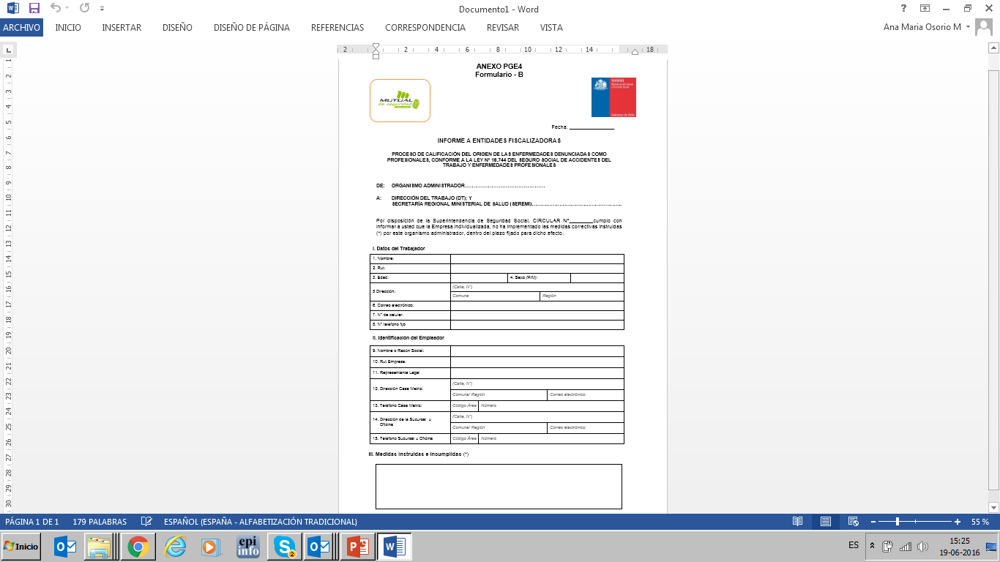 Documento1 - Word
ARCHIVO INICIO INSERTAR DISEÑO DISEÑO DE PÁGINA REFERENCIAS CORRESPONDENCIA REVISAR VISTA
Ana Maria Osorio M
2 2 4 6 8 10 12 14 18
ANEXO PGE4
Formulario - B
MUTUAL
de seguridad
Gobierno de Chile
Fecha: _______________
INFORME A ENTIDADES FISCALIZADORAS
PROCESO DE CALIFICACIÓN DEL ORIGEN DE LAS ENFERMEDADES DENUNCIADAS COMO
PROFESIONALES, CONFORME A LA LEY Nº 16.744 DEL SEGURO SOCIAL DE ACCIDENTES DEL
TRABAJO Y ENFERMEDADES PROFESIONALES
DE: ORGANISMO ADMINISTRADOR...............................................
A: DIRECCIÓN DEL TRABAJO (DT); Y
SECRETARÍA REGIONAL MINISTERIAL DE SALUD (SEREMI)....................................................
Por disposición de la Superintendencia de Seguridad Social, CIRCULAR N°________cumplo con
informar a usted que la Empresa individualizada, no ha implementado las medidas correctivas instruidas
(*) por este organismo administrador, dentro del plazo fijado para dicho efecto.
I. Datos del Trabajador
1. Nombre:
2. Rut:
3. Edad: 4. Sexo (F/M):
5 Dirección: (Calle, N°)
Comuna Región
6. Correo electrónico:
7. N° de celular:
8. N° teléfono fijo
II. Identificación del Empleador
9. Nombre o Razón Social:
10. Rut Empresa:
11. Representante Legal
12. Dirección Casa Matriz: (Calle, N°)
Comuna/ Región Correo electrónico:
13. Teléfono Casa Matriz: Código Área Número
14. Dirección de la Sucursal u Oficina (Calle, N°)
Comuna/ Región Correo electrónico:
15. Teléfono Sucursal u Oficina Código Área Número
III. Medidas instruidas e incumplidas (*)
1
2
3
4
5
6
7
8
9
10
11
12
13
14
15
16
17
18
19
20
21
22
23
24
25
26
27
28
29
30
PÁGINA 1 DE 1 179 PALABRAS ESPAÑOL (ESPAÑA - ALFABETIZACIÓN TRADICIONAL) 55 %
Inicio epi info 2 ES 15:25
19-06-2016